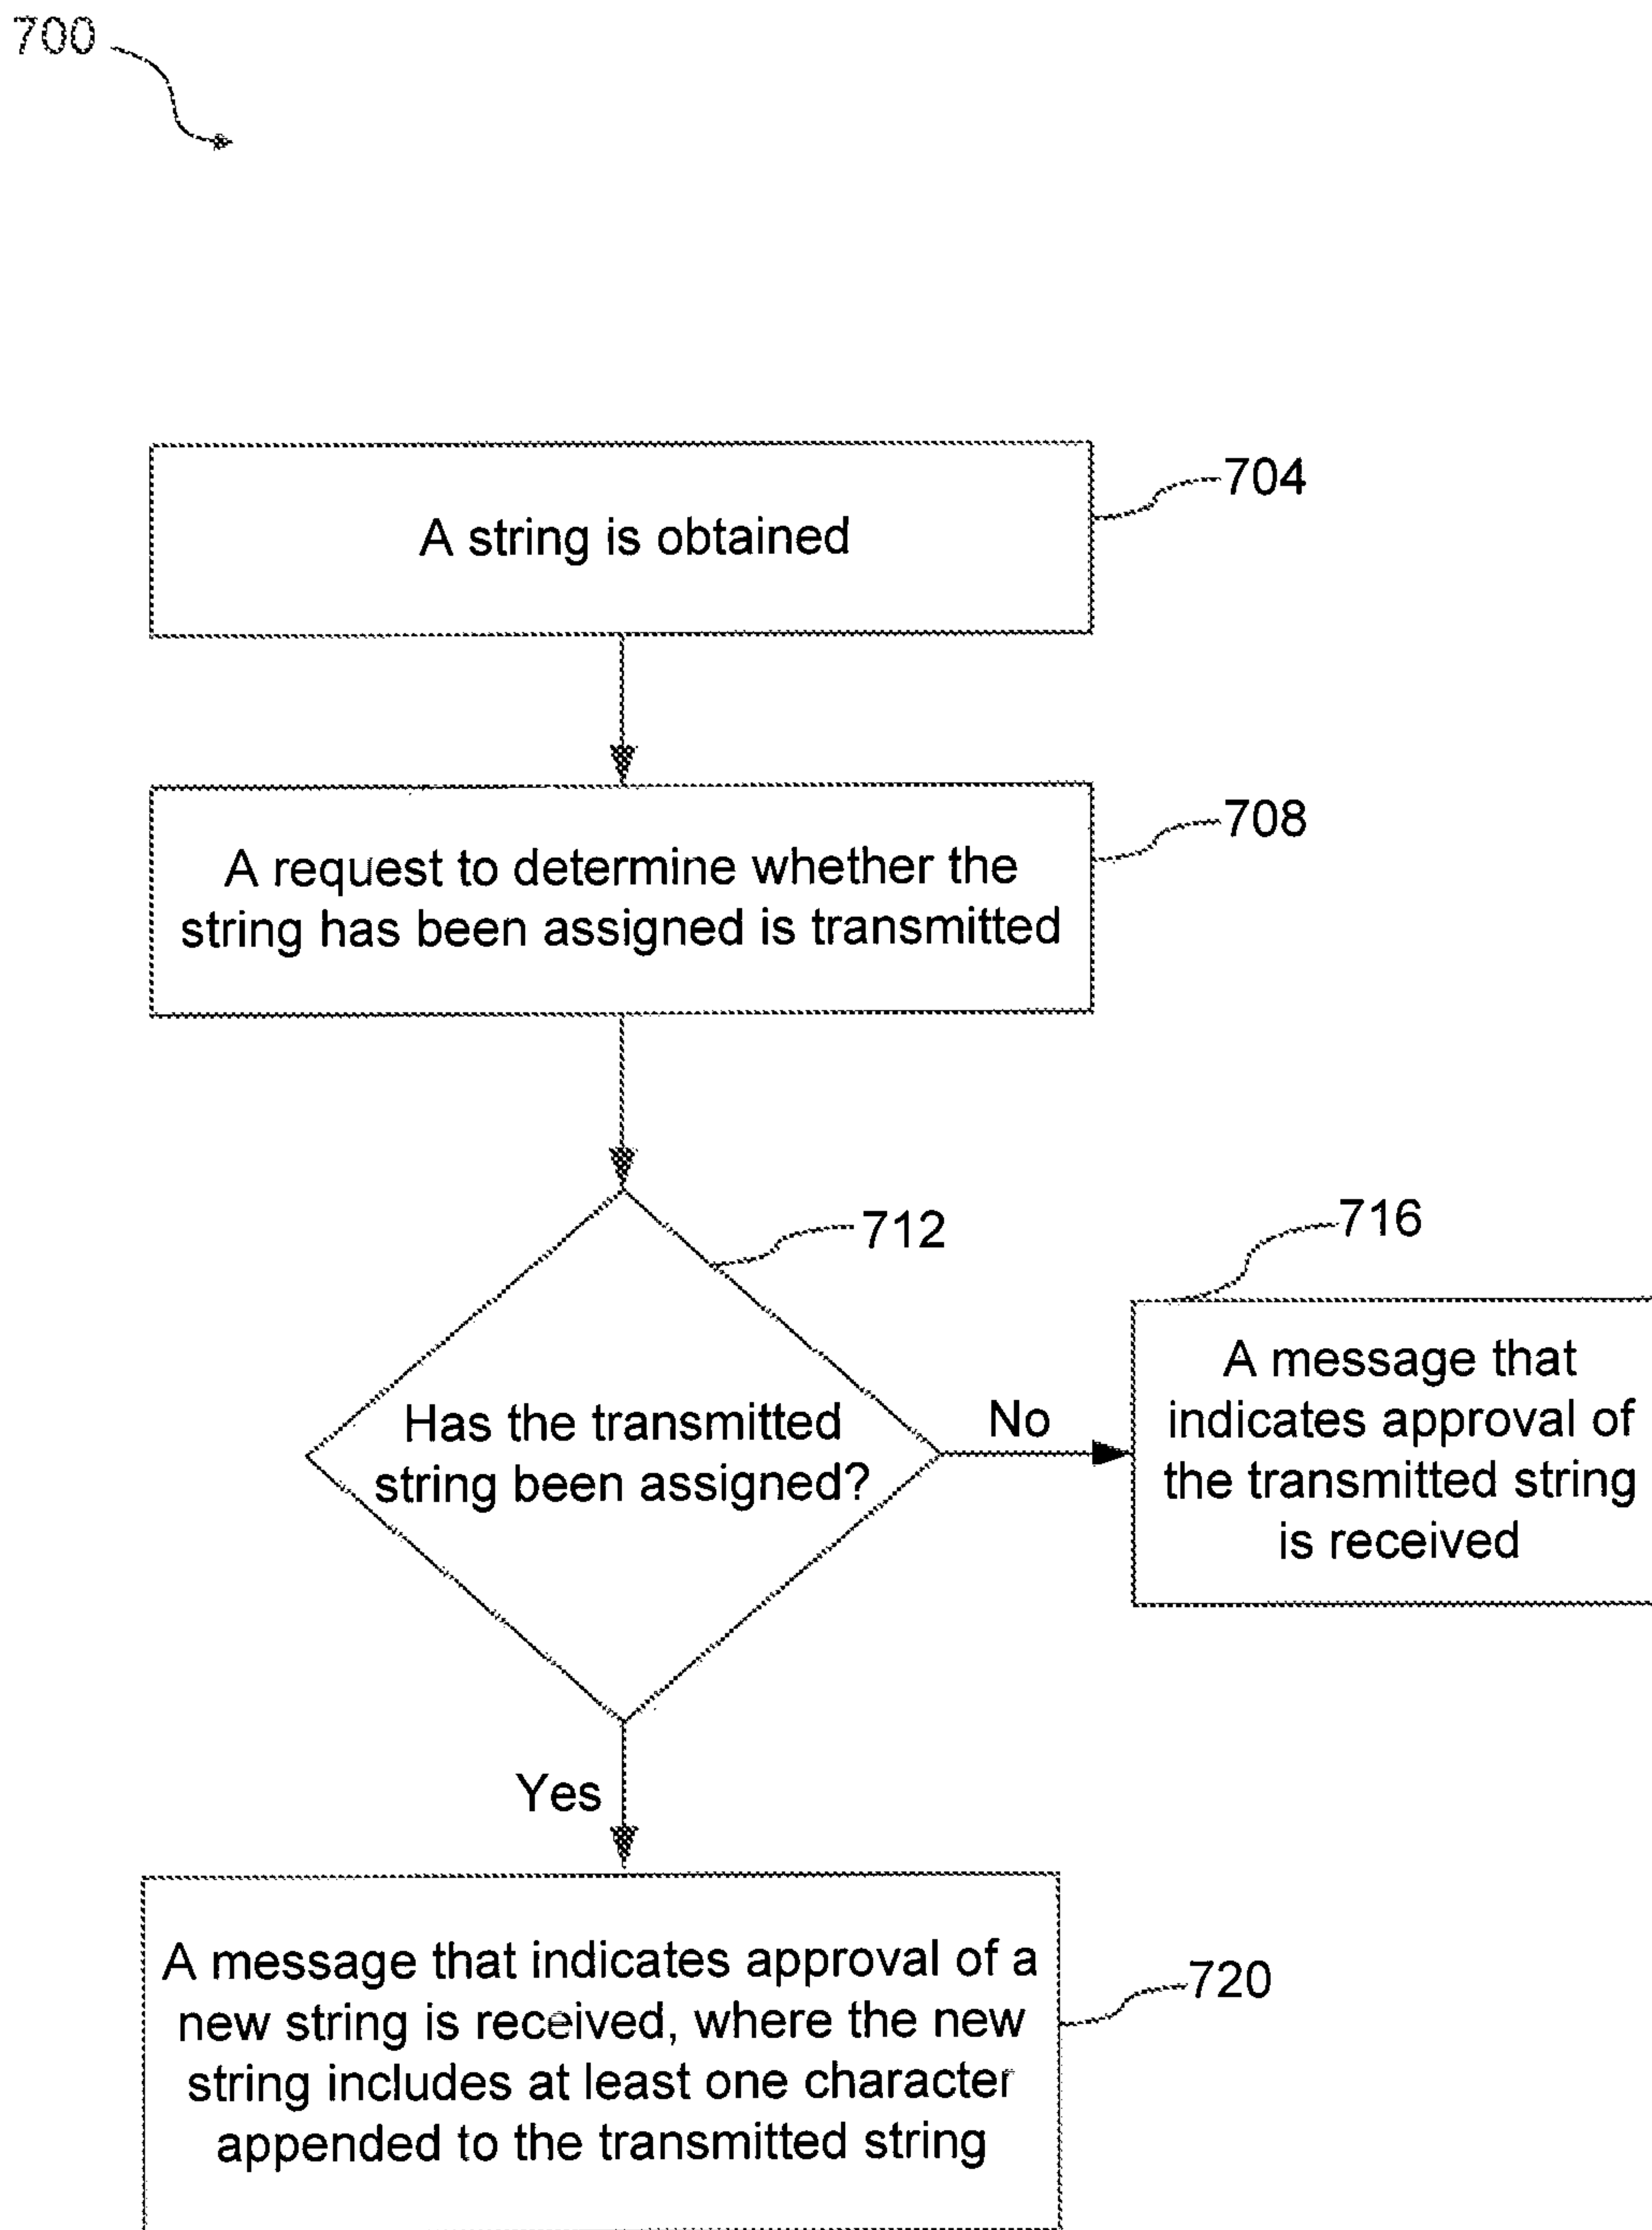 700
A string is obtained
704
A request to determine whether the
string has been assigned is transmitted
708
712
Has the transmitted
string been assigned?
No
716
A message that
indicates approval of
the transmitted string
is received
Yes
A message that indicates approval of a
new string is received, where the new
string includes at least one character
appended to the transmitted string
720